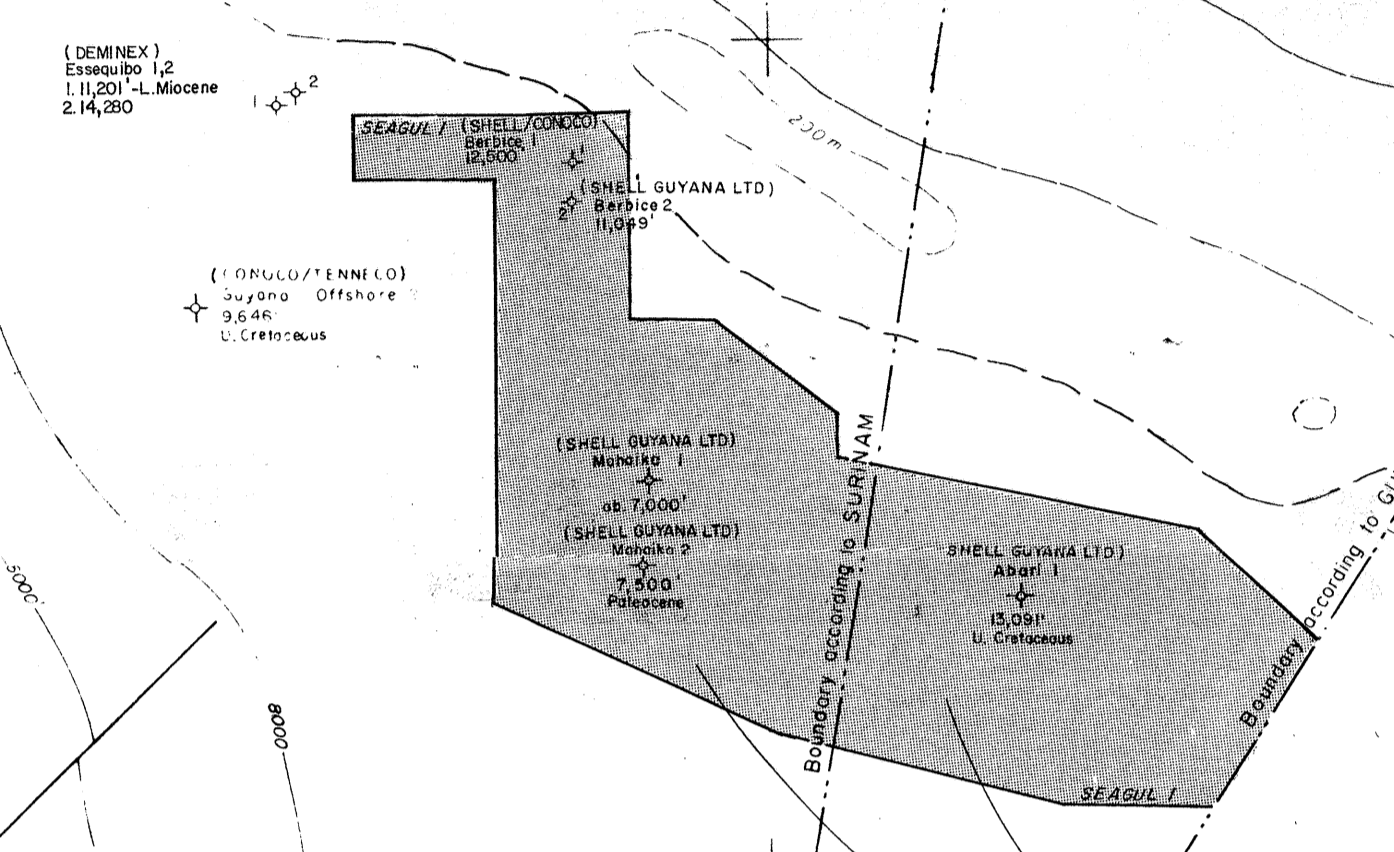 (DEMINEX)
Essequibo 1,2
1. 11,201'-L.Miocene
2. 14,280
1
2
SEAGUL I (SHELL/CONOCO)
Berbice 1
12,500'
1
(SHELL GUYANA LTD)
2 Berbice 2
11,049'
200 m
(CONOCO/TENNECO)
Guyana Offshore
9,646'
U. Cretaceous
(SHELL GUYANA LTD)
Mahaika 1
ab. 7,000'
(SHELL GUYANA LTD)
Mahaika 2
7,500'
Paleocene
Boundary according to SURINAM
SHELL GUYANA LTD)
Abari 1
13,091'
U. Cretaceous
Boundary according to
SEAGUL I
5000'
8000